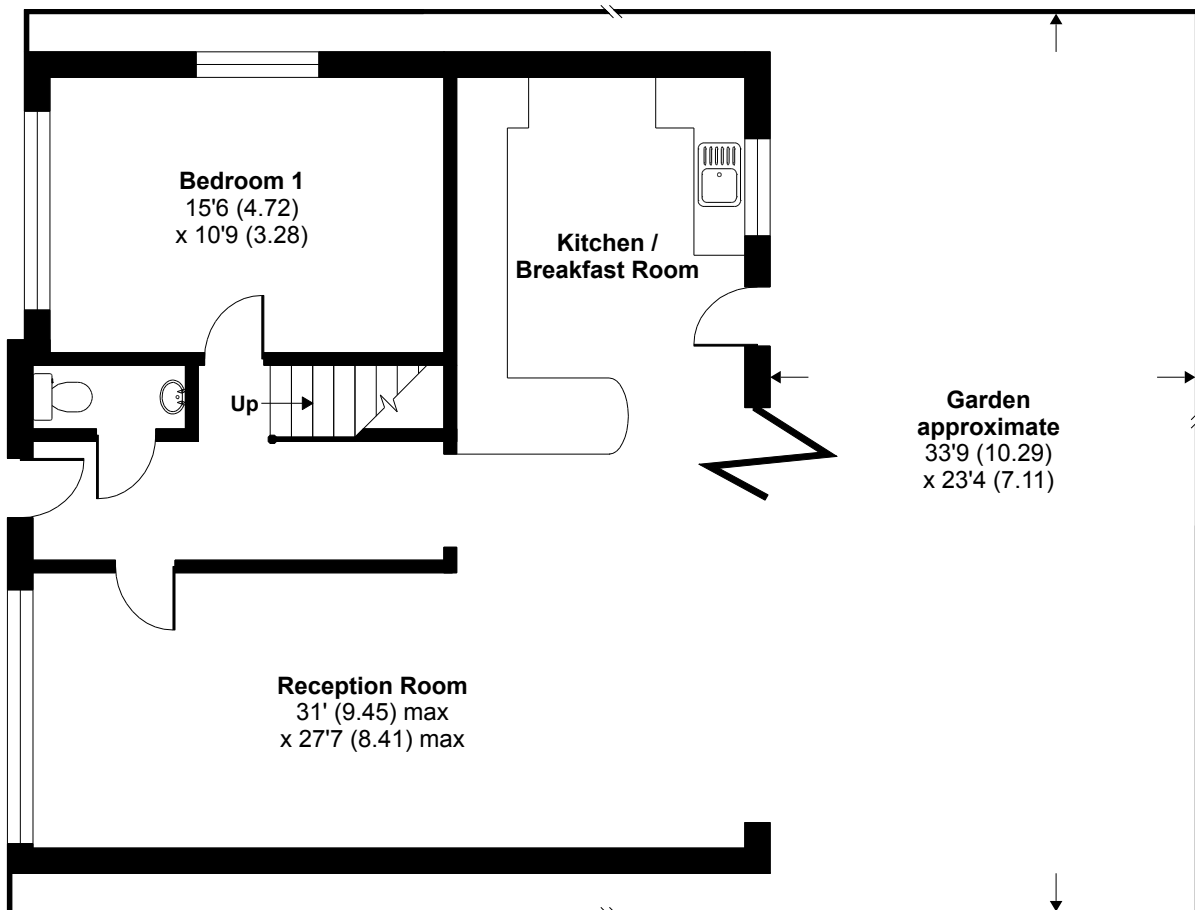 Bedroom 1
15'6 (4.72)
x 10'9 (3.28)
Kitchen /
Breakfast Room
Up
Garden
approximate
33'9 (10.29)
x 23'4 (7.11)
Reception Room
31' (9.45) max
x 27'7 (8.41) max